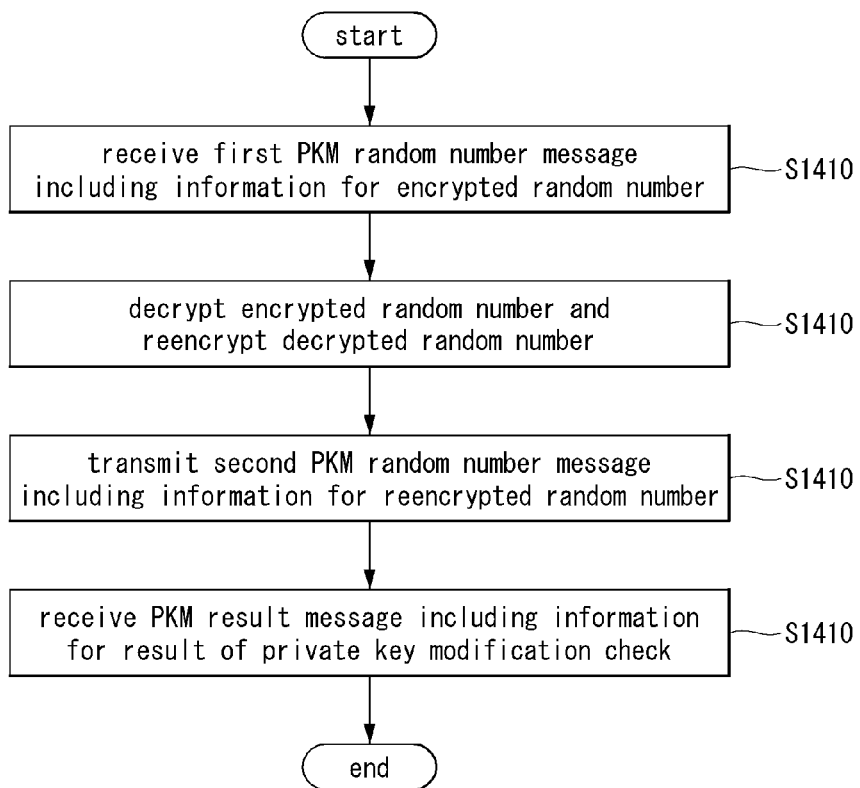 start
receive first PKM random number message
including information for encrypted random number
S1410
decrypt encrypted random number and
reencrypt decrypted random number
S1410
transmit second PKM random number message
including information for reencrypted random number
S1410
receive PKM result message including information
for result of private key modification check
S1410
end